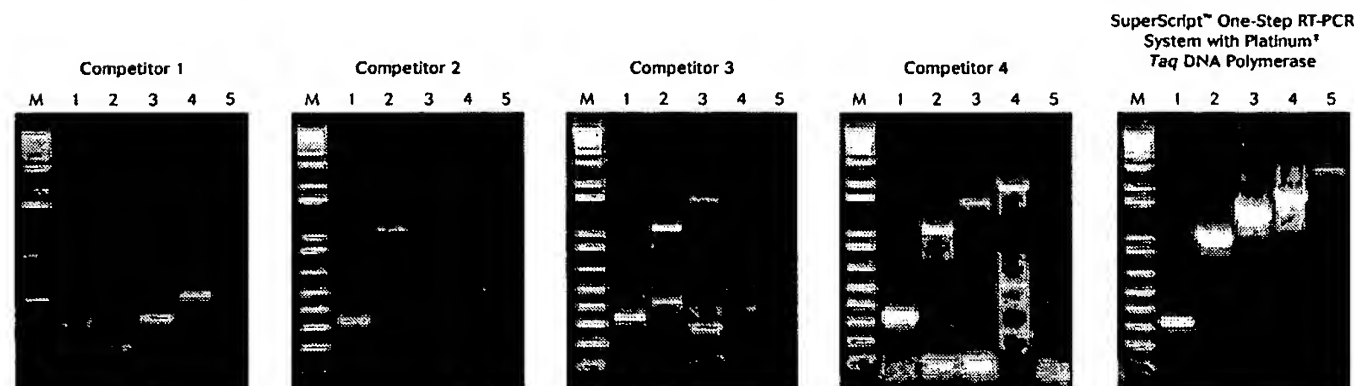 SuperScript™ One-Step RT-PCR
System with Platinum®
Taq DNA Polymerase
Competitor 1
Competitor 2
Competitor 3
Competitor 4
M 1 2 3 4 5
M 1 2 3 4 5
M 1 2 3 4 5
M 1 2 3 4 5
M 1 2 3 4 5